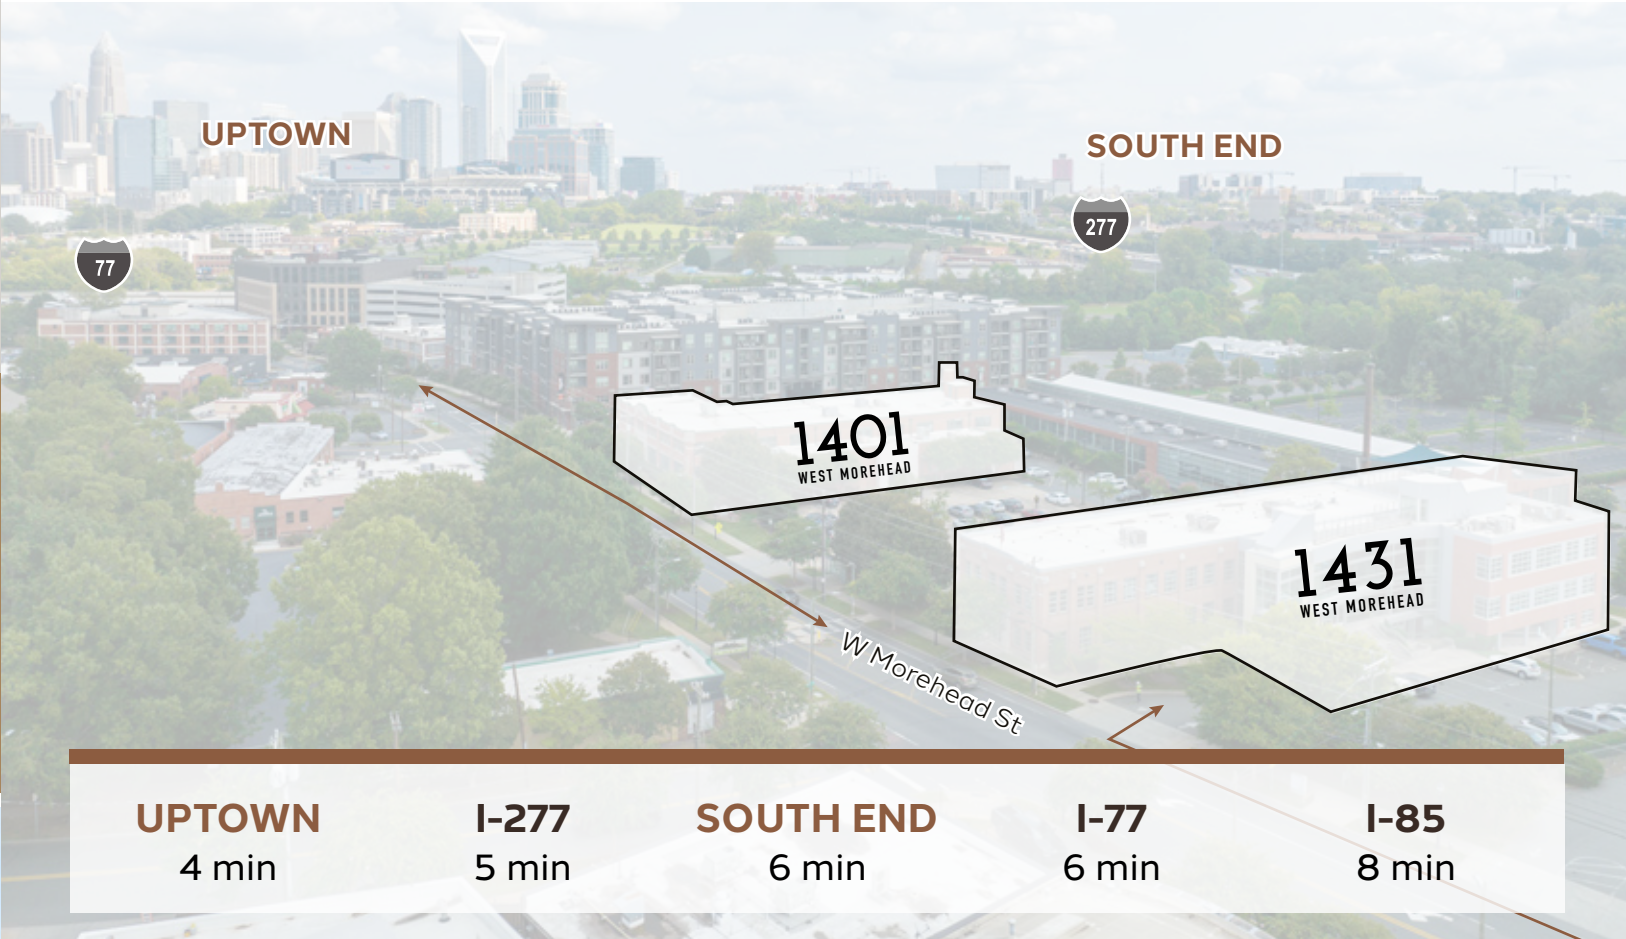 UPTOWN
SOUTH END
277
77
1401
WEST MOREHEAD
1431
WEST MOREHEAD
W Morehead St
UPTOWN
4 min
I-277
5 min
SOUTH END
6 min
I-77
6 min
I-85
8 min